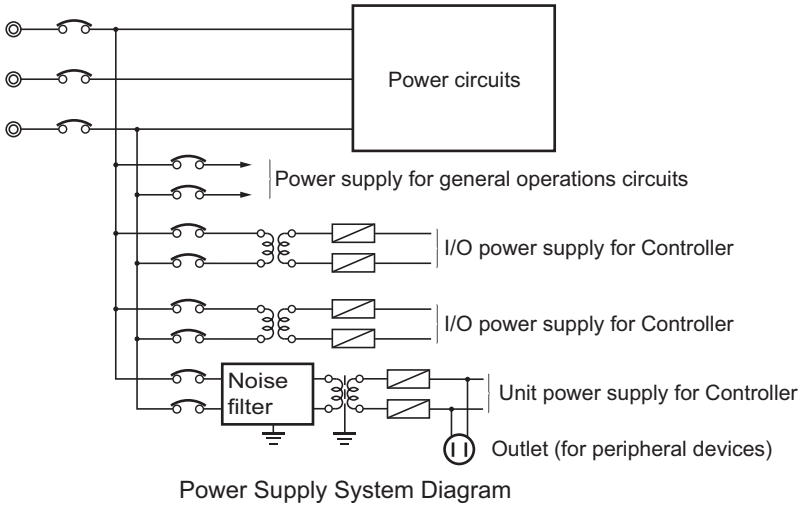 Power circuits
Power supply for general operations circuits
I/O power supply for Controller
I/O power supply for Controller
Noise
filter
Unit power supply for Controller
Outlet (for peripheral devices)
Power Supply System Diagram